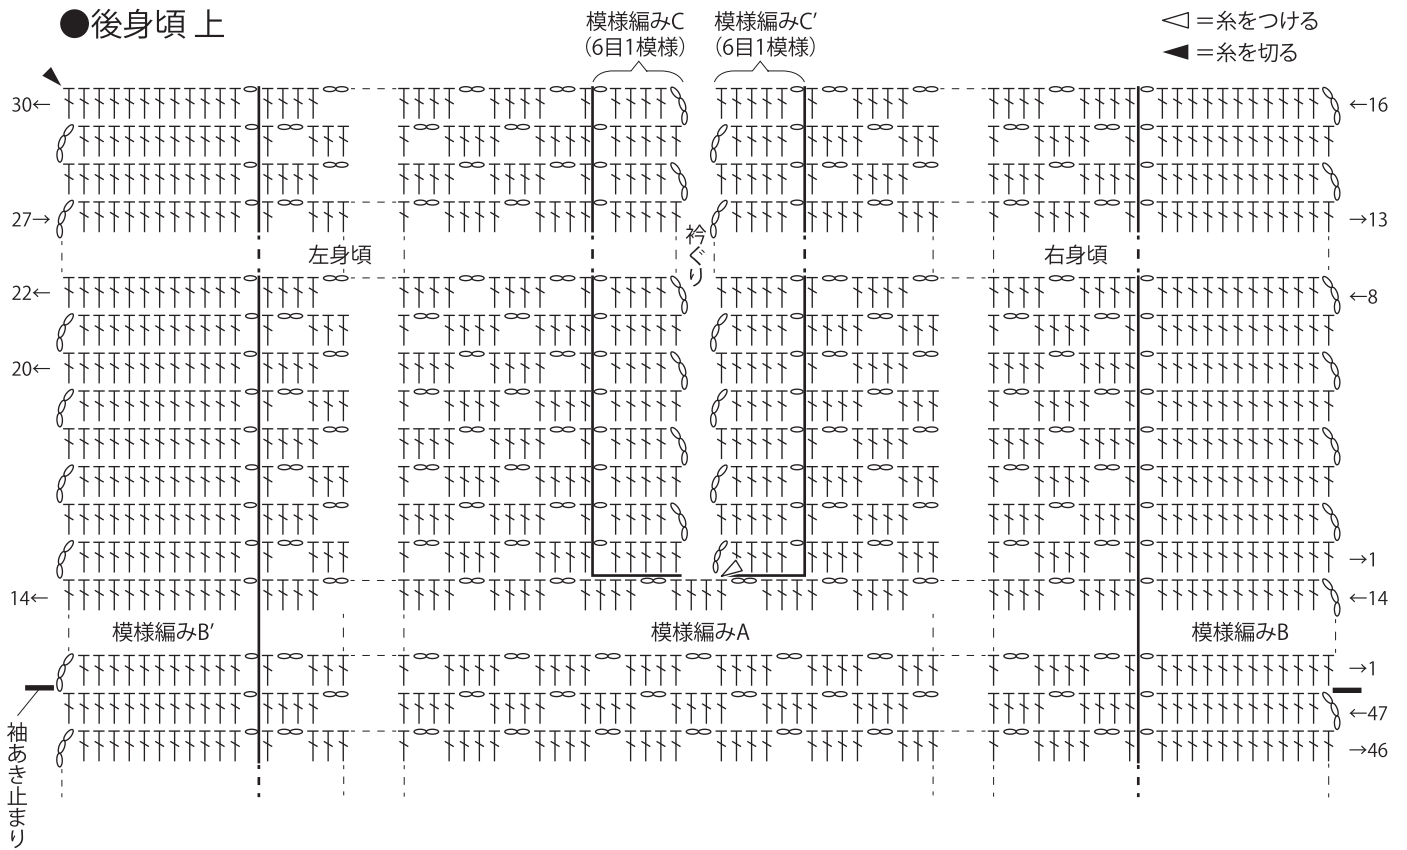 ●後身頃 上
模様編みC
(6目1模様)
模様編みC′
(6目1模様)
=糸をつける
=糸を切る
30←
27→
22←
20←
14←
←16
→13
←8
→1
←14
→1
←47
→46
左身頃
衿ぐり
右身頃
模様編みB′
模様編みA
模様編みB
袖あき止まり